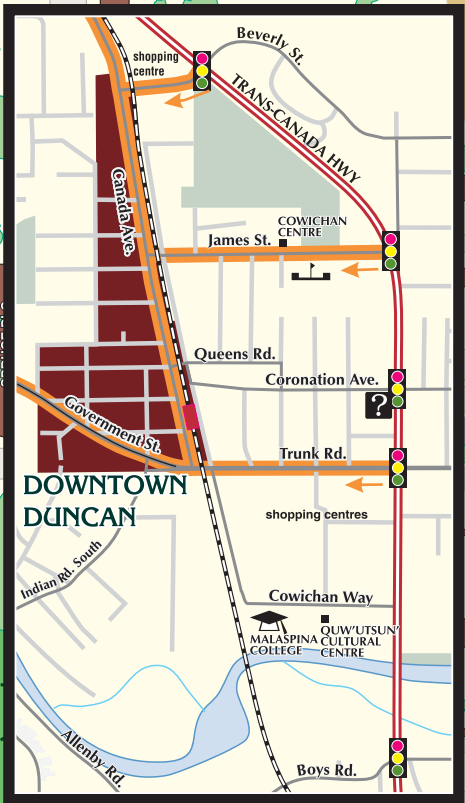 Beverly St.
shopping
centre
TRANS-CANADA HWY
Canada Ave.
COWICHAN
CENTRE
James St.
Queens Rd.
Coronation Ave.
?
Government St.
Trunk Rd.
DOWNTOWN
DUNCAN
shopping centres
Indian Rd. South
Cowichan Way
MALASPINA
COLLEGE
QUW'UTSUN'
CULTURAL
CENTRE
Allenby Rd.
Boys Rd.